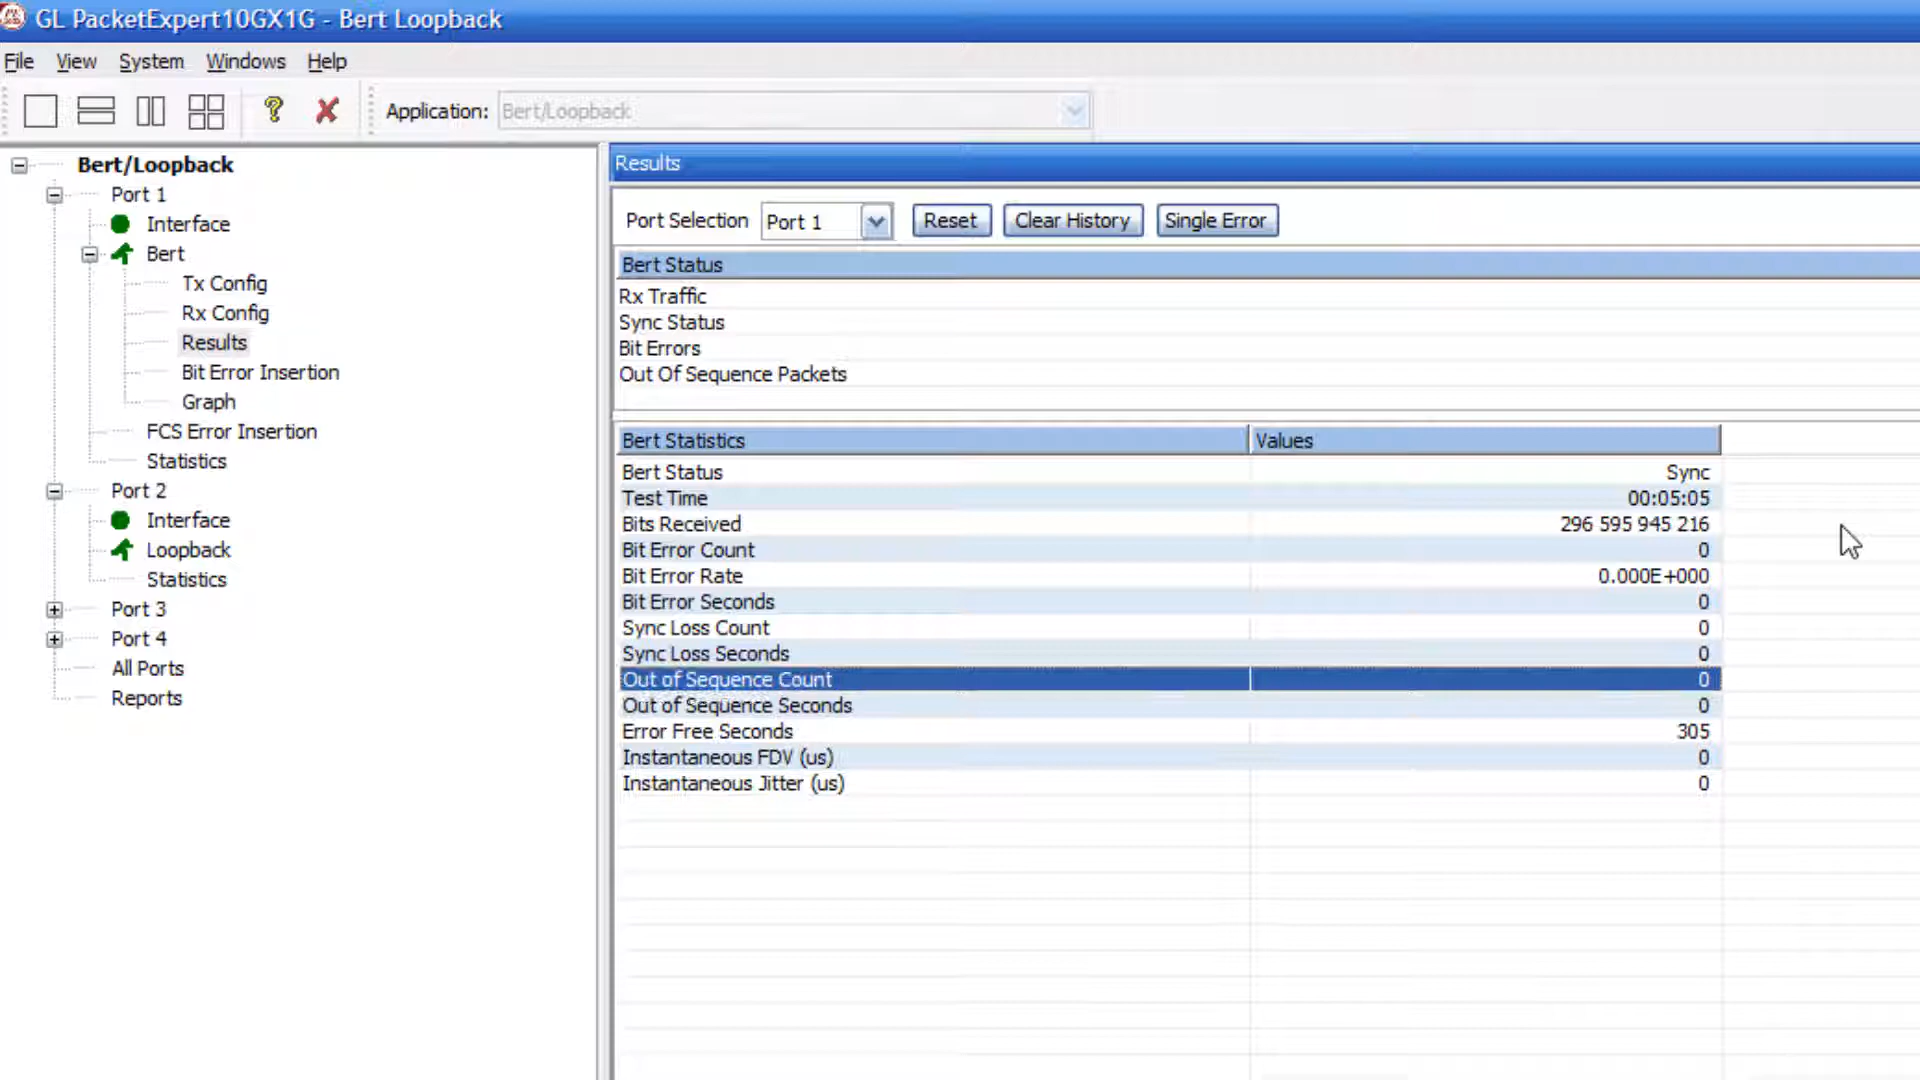 GL PacketExpert10GX1G - Bert Loopback
File View System Windows Help
? Application: Bert/Loopback
Bert/Loopback
Port 1
Interface
Bert
Tx Config
Rx Config
Results
Bit Error Insertion
Graph
FCS Error Insertion
Statistics
Port 2
Interface
Loopback
Statistics
Port 3
Port 4
All Ports
Reports
Results
Port Selection Port 1 Reset Clear History Single Error
Bert Status
Rx Traffic
Sync Status
Bit Errors
Out Of Sequence Packets
Bert Statistics Values
Bert Status Sync
Test Time 00:05:05
Bits Received 296 595 945 216
Bit Error Count 0
Bit Error Rate 0.000E+000
Bit Error Seconds 0
Sync Loss Count 0
Sync Loss Seconds 0
Out of Sequence Count 0
Out of Sequence Seconds 0
Error Free Seconds 305
Instantaneous FDV (us) 0
Instantaneous Jitter (us) 0